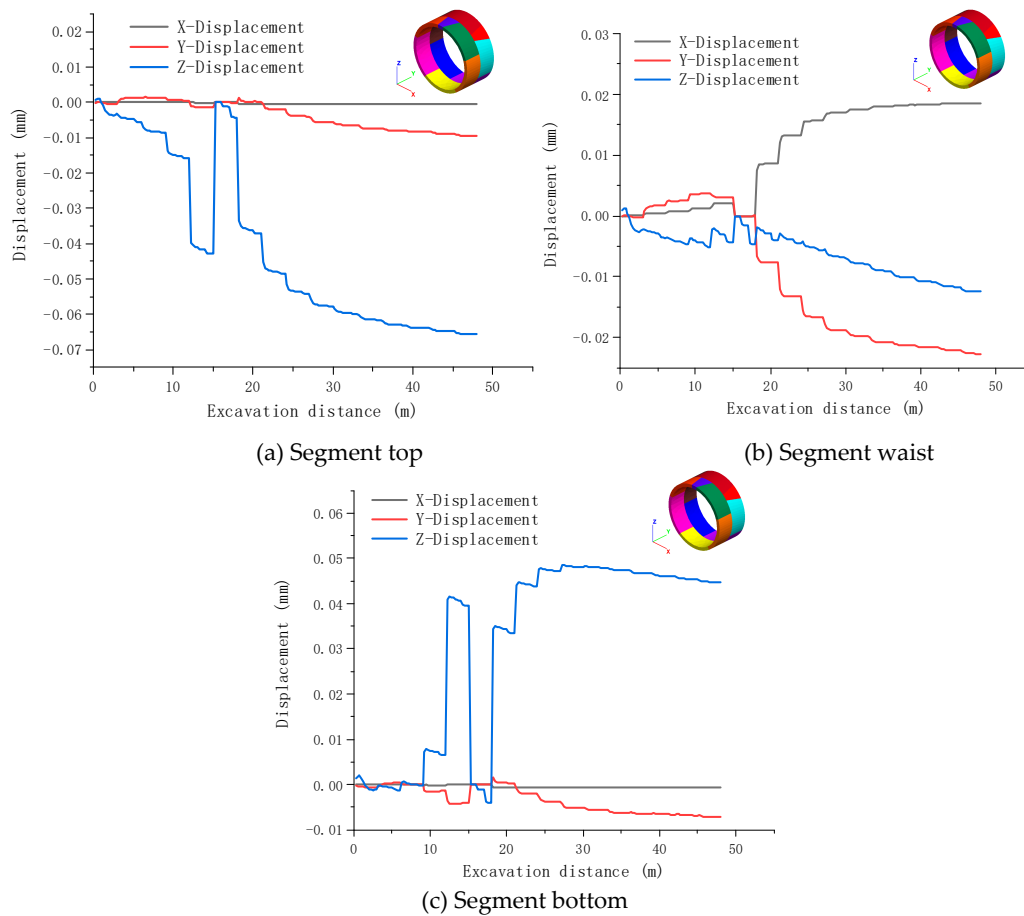 X-Displacement
Y-Displacement
Z-Displacement
0.02
0.01
0.00
-0.01
-0.02
-0.03
-0.04
-0.05
-0.06
-0.07
Displacement (mm)
0
10
20
30
40
50
Excavation distance (m)
Z
Y
X
(a) Segment top
X-Displacement
Y-Displacement
Z-Displacement
0.03
0.02
0.01
0.00
-0.01
-0.02
Displacement (mm)
0
10
20
30
40
50
Excavation distance (m)
Z
Y
X
(b) Segment waist
X-Displacement
Y-Displacement
Z-Displacement
0.06
0.05
0.04
0.03
0.02
0.01
0.00
-0.01
Displacement (mm)
0
10
20
30
40
50
Excavation distance (m)
Z
Y
X
(c) Segment bottom